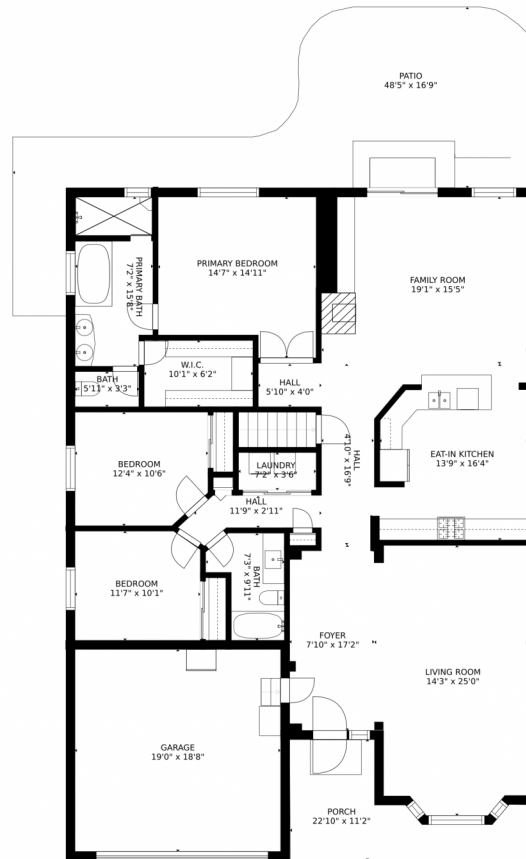 PATIO
48'5" x 16'9"
PRIMARY BEDROOM
14'7" x 14'11"
PRIMARY BATH
7'2" x 15'8"
FAMILY ROOM
19'1" x 15'5"
W.I.C.
10'1" x 6'2"
BATH
5'11" x 3'3"
HALL
5'10" x 4'0"
BEDROOM
12'4" x 10'6"
LAUNDRY
7'2" x 3'6"
HALL
4'10" x 16'9"
EAT-IN KITCHEN
13'9" x 16'4"
HALL
11'9" x 2'11"
BEDROOM
11'7" x 10'1"
BATH
7'3" x 9'11"
FOYER
7'10" x 17'2"
LIVING ROOM
14'3" x 25'0"
GARAGE
19'0" x 18'8"
PORCH
22'10" x 11'2"